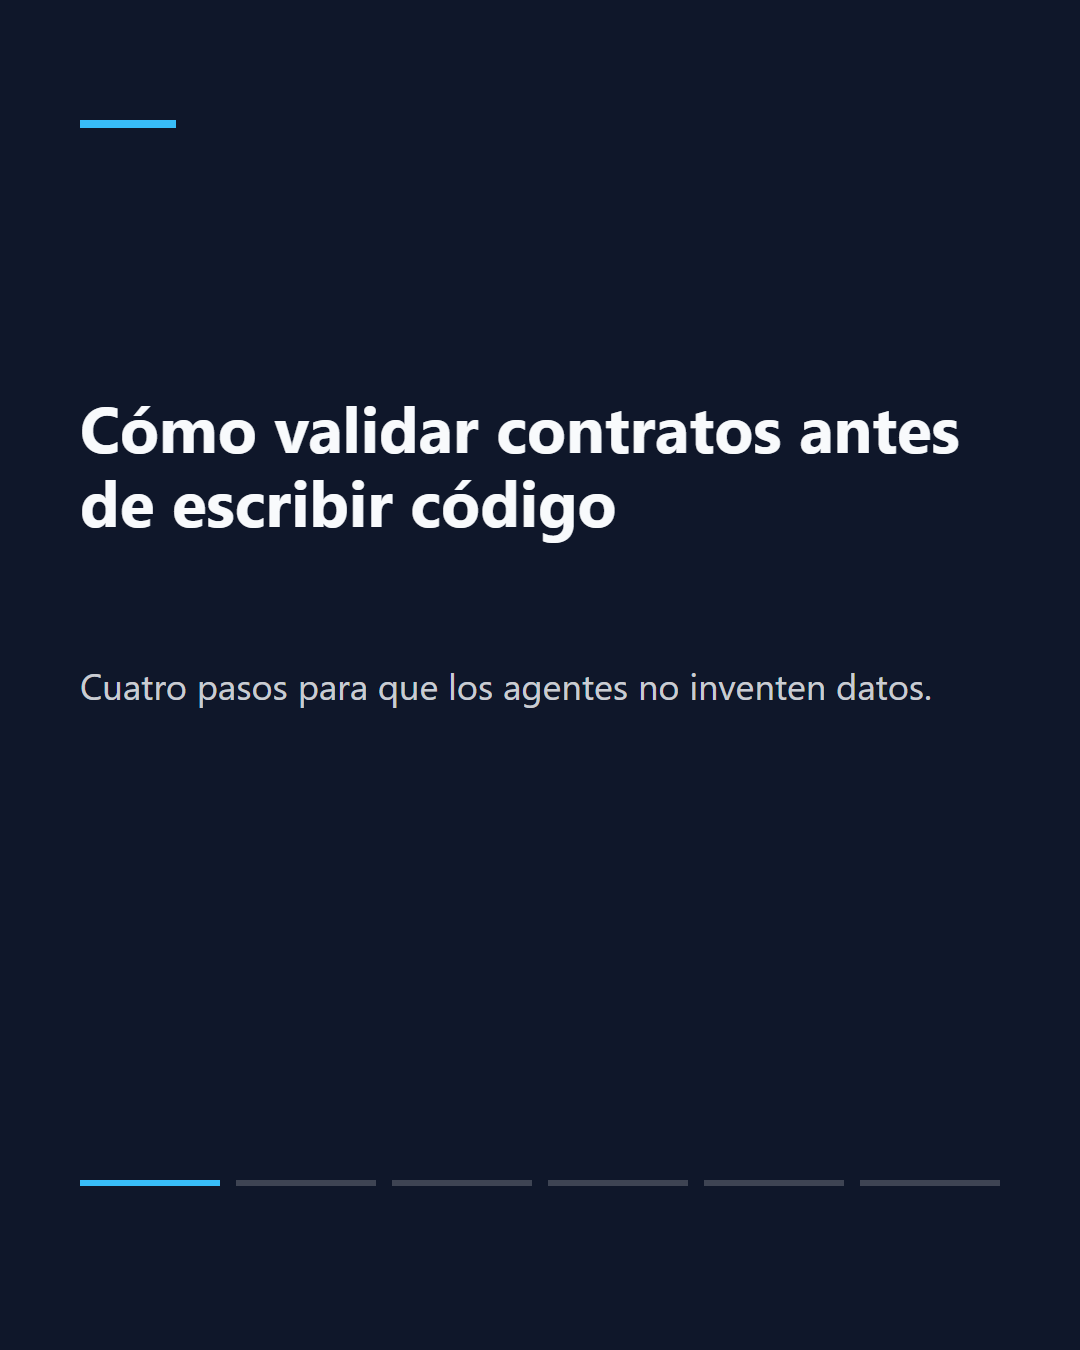 Cómo validar contratos antes
de escribir código
Cuatro pasos para que los agentes no inventen datos.